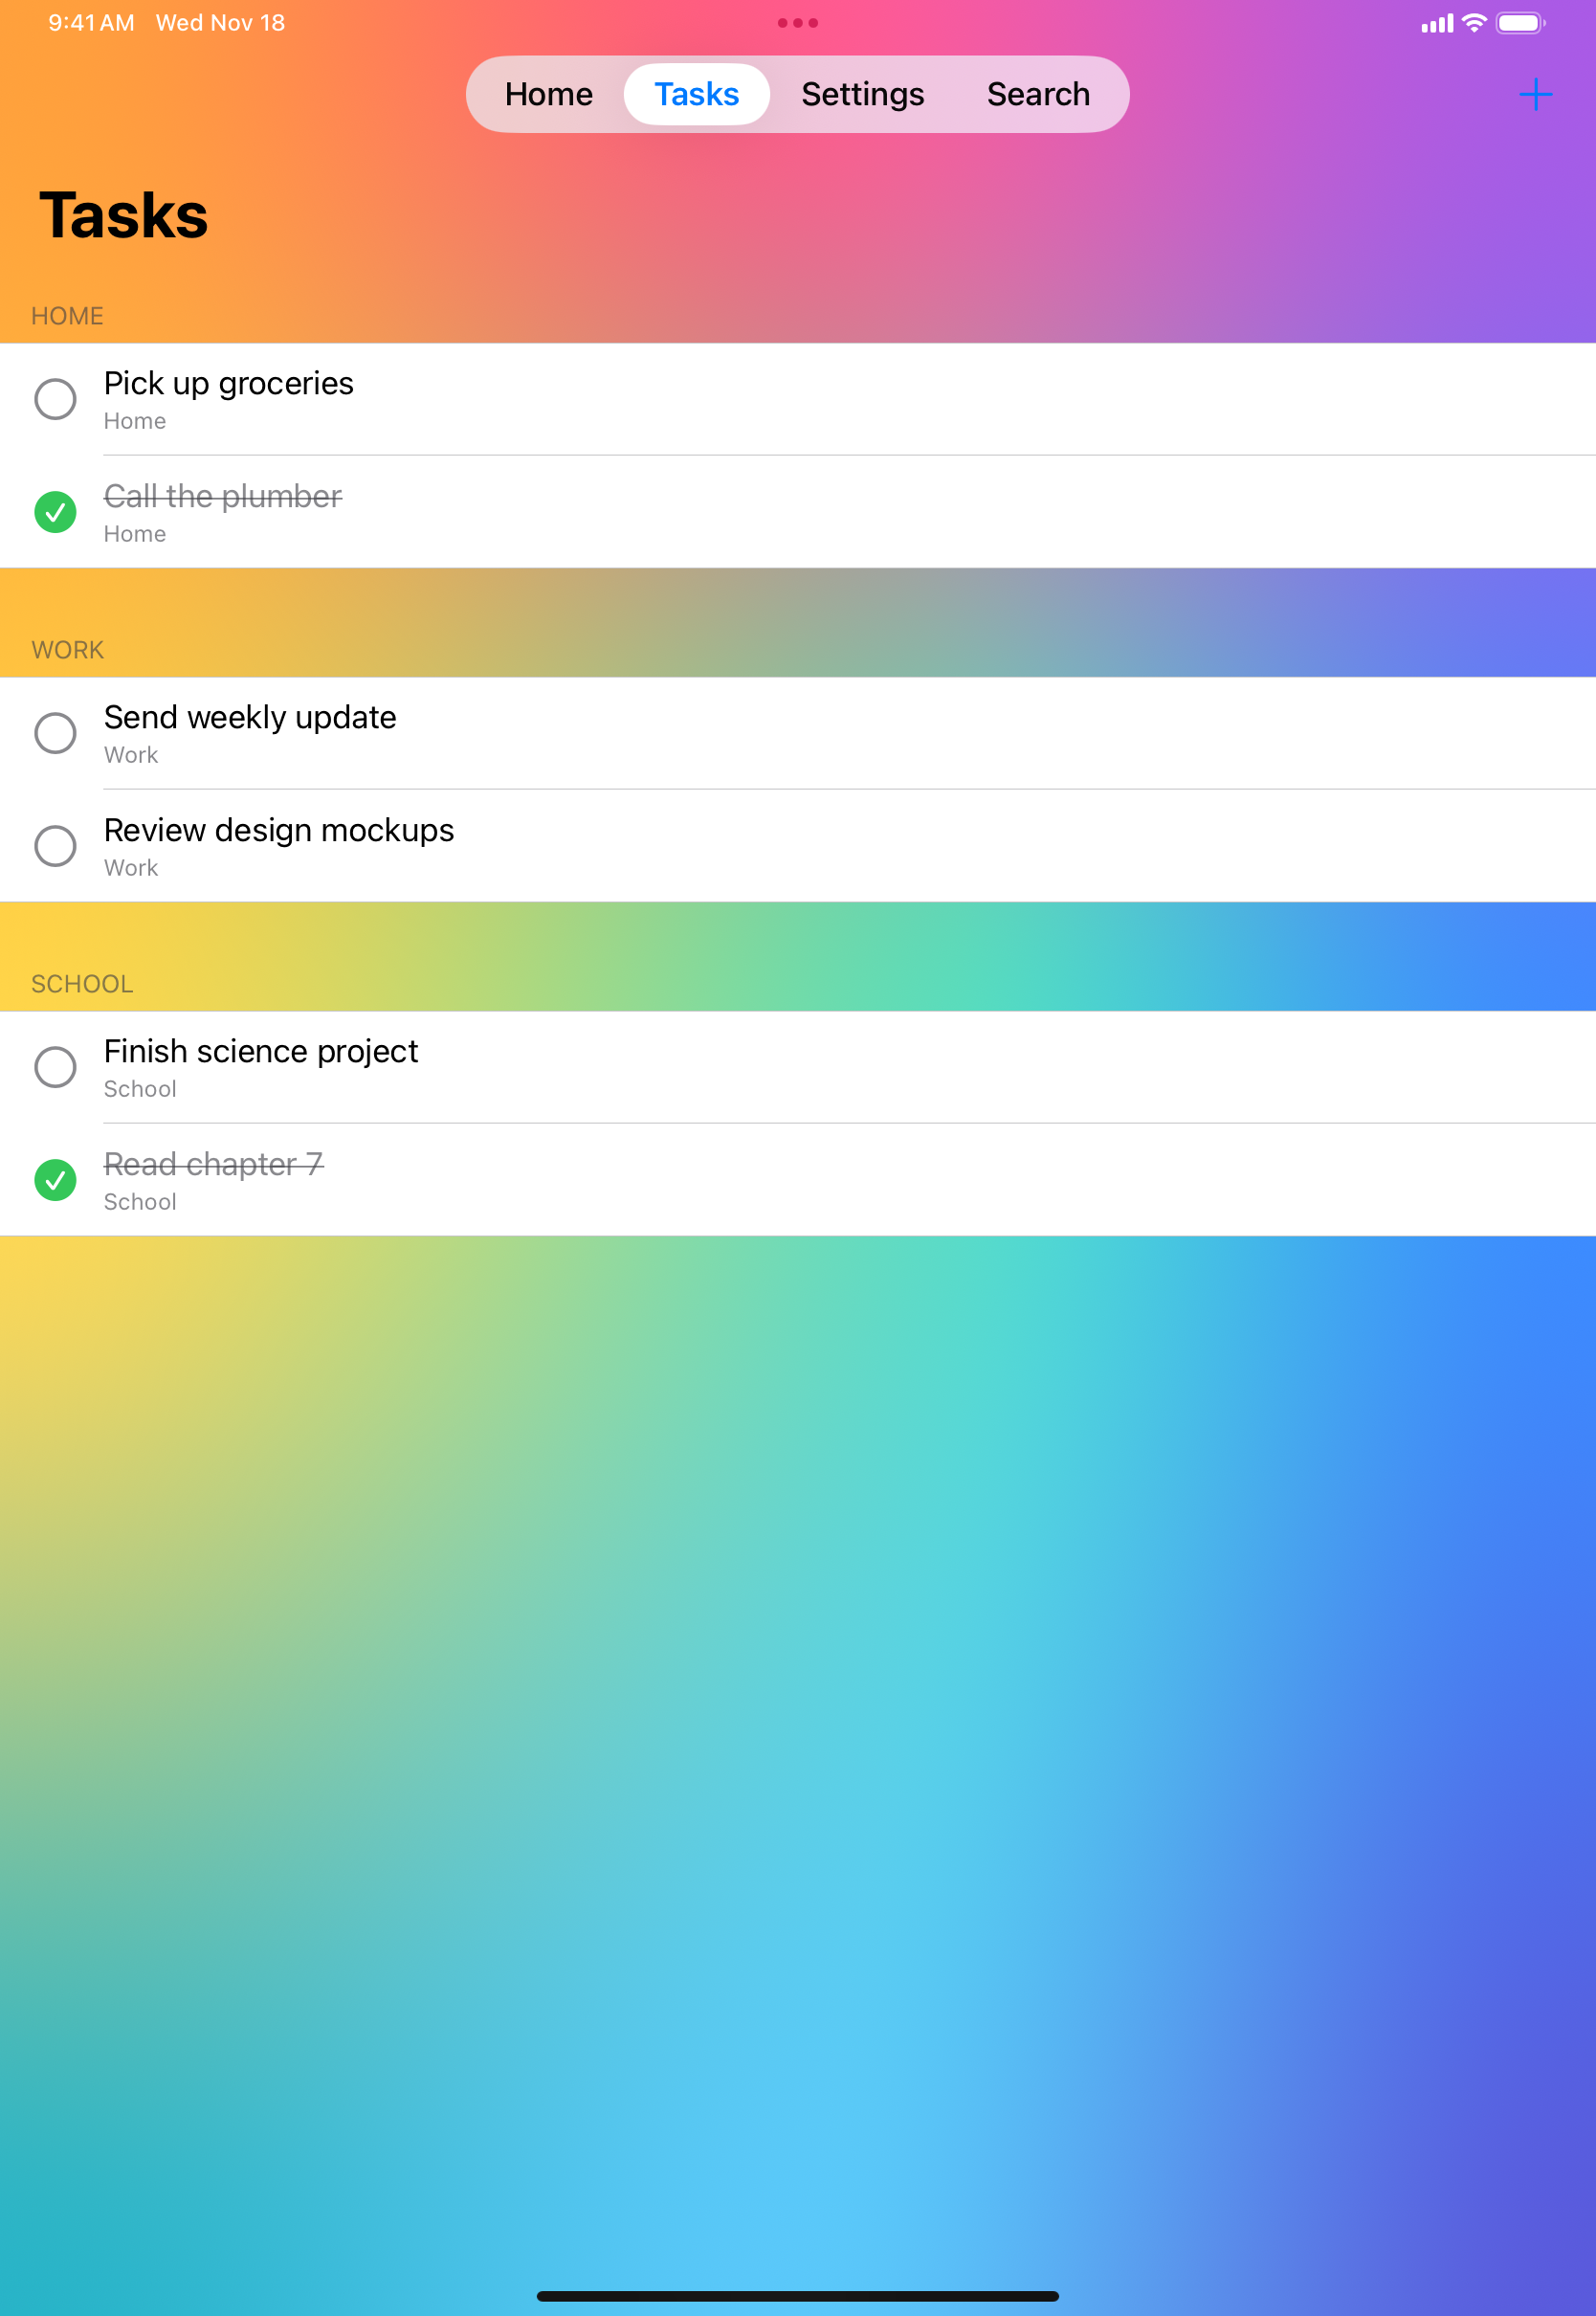 9:41 AM Wed Nov 18
Home Tasks Settings Search
Tasks
HOME
Pick up groceries
Home
Call the plumber
Home
WORK
Send weekly update
Work
Review design mockups
Work
SCHOOL
Finish science project
School
Read chapter 7
School